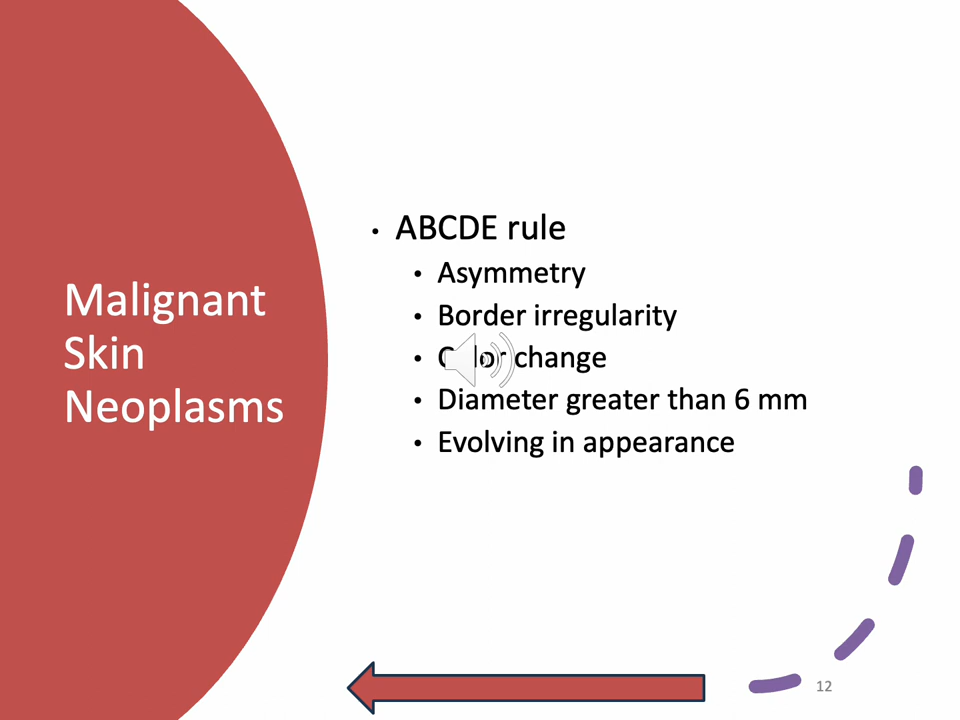 Malignant
Skin
Neoplasms
• ABCDE rule
• Asymmetry
• Border irregularity
• Color change
• Diameter greater than 6 mm
• Evolving in appearance
12